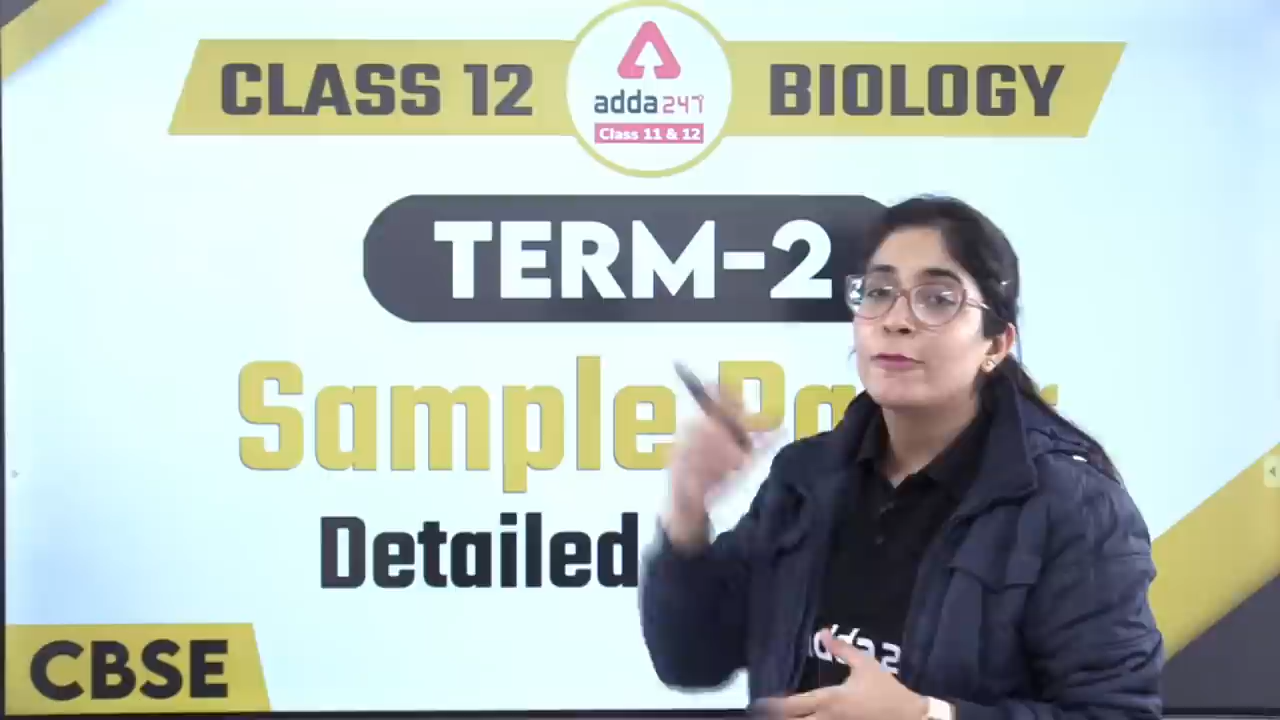 CLASS 12
adda247
Class 11 & 12
BIOLOGY
TERM-2
Sample
Detailed
CBSE